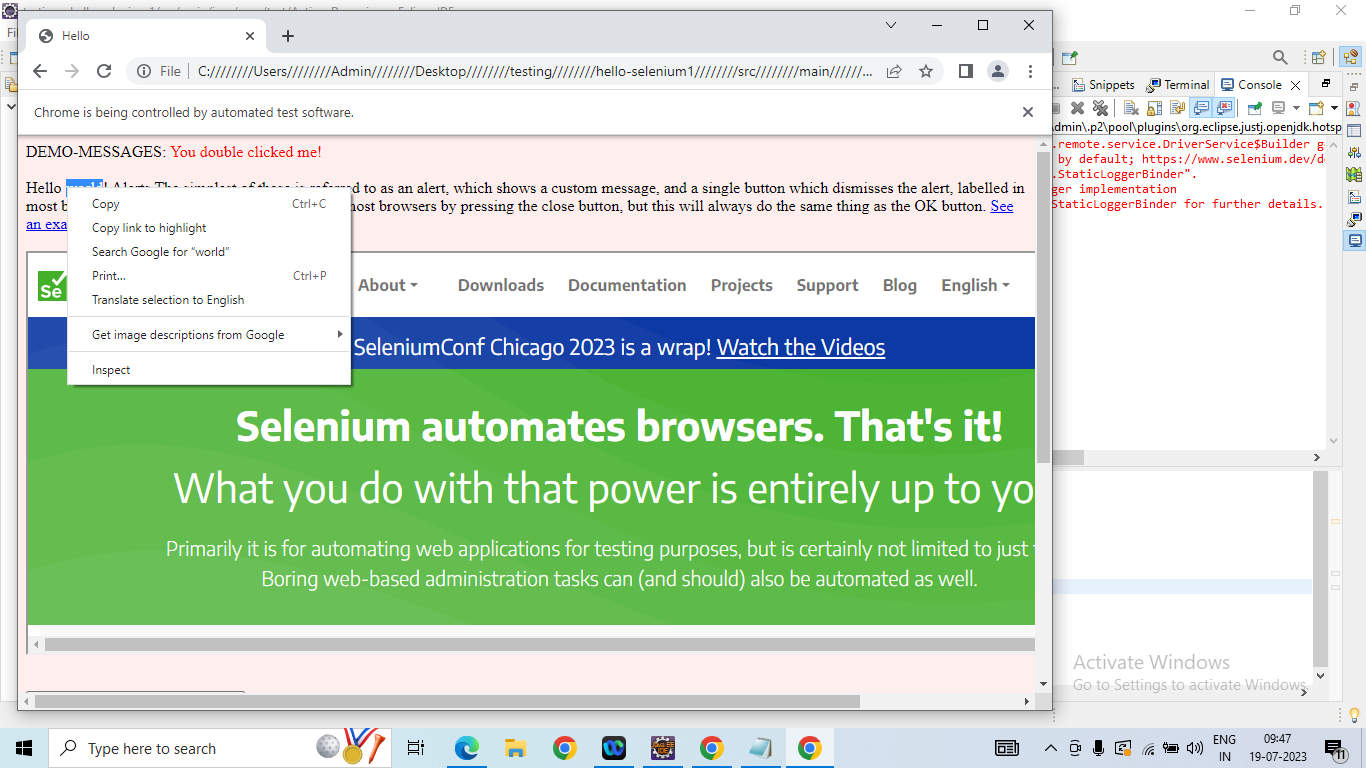 Hello
File
C:////////Users////////Admin////////Desktop////////testing////////hello-selenium1////////src////////main//////...
Chrome is being controlled by automated test software.
DEMO-MESSAGES: You double clicked me!
Hello world! Alerts The simplest of these is referred to as an alert, which shows a custom message, and a single button which dismisses the alert, labelled in
most b
most browsers by pressing the close button, but this will always do the same thing as the OK button. See
an exa
Copy Ctrl+C
Copy link to highlight
Search Google for “world”
Print... Ctrl+P
Translate selection to English
Get image descriptions from Google
Inspect
Se
About Downloads Documentation Projects Support Blog English
SeleniumConf Chicago 2023 is a wrap! Watch the Videos
Selenium automates browsers. That's it!
What you do with that power is entirely up to yo
Primarily it is for automating web applications for testing purposes, but is certainly not limited to just
Boring web-based administration tasks can (and should) also be automated as well.
Snippets Terminal Console
dmin\.p2\pool\plugins\org.eclipse.justj.openjdk.hotsp
.remote.service.DriverService$Builder g
by default; https://www.selenium.dev/d
.StaticLoggerBinder".
ger implementation
StaticLoggerBinder for further details.
Activate Windows
Go to Settings to activate Windows.
Type here to search
ENG
IN
09:47
19-07-2023
11